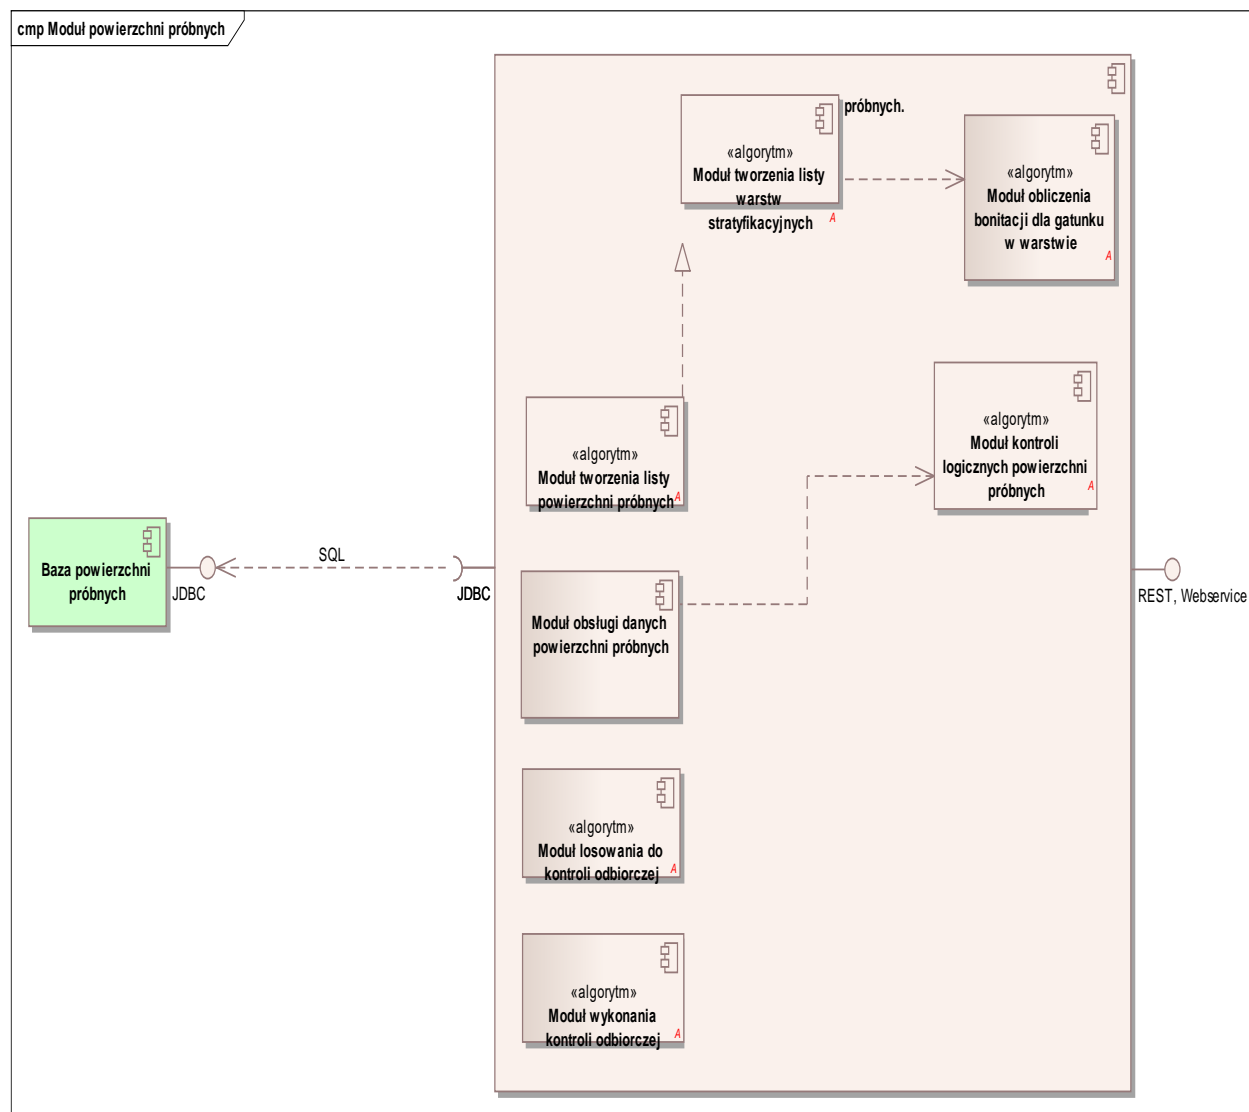 cmp Moduł powierzchni próbnych
próbnych.
«algorytm»
Moduł tworzenia listy
warstw
stratyfikacyjnych
A
«algorytm»
Moduł obliczenia
bonitacji dla gatunku
w warstwie
A
«algorytm»
Moduł kontroli
logicznych powierzchni
próbnych
A
«algorytm»
Moduł tworzenia listy
powierzchni próbnych
A
Baza powierzchni
próbnych
JDBC
SQL
JDBC
Moduł obsługi danych
powierzchni próbnych
REST, Webservice
«algorytm»
Moduł losowania do
kontroli odbiorczej
A
«algorytm»
Moduł wykonania
kontroli odbiorczej
A